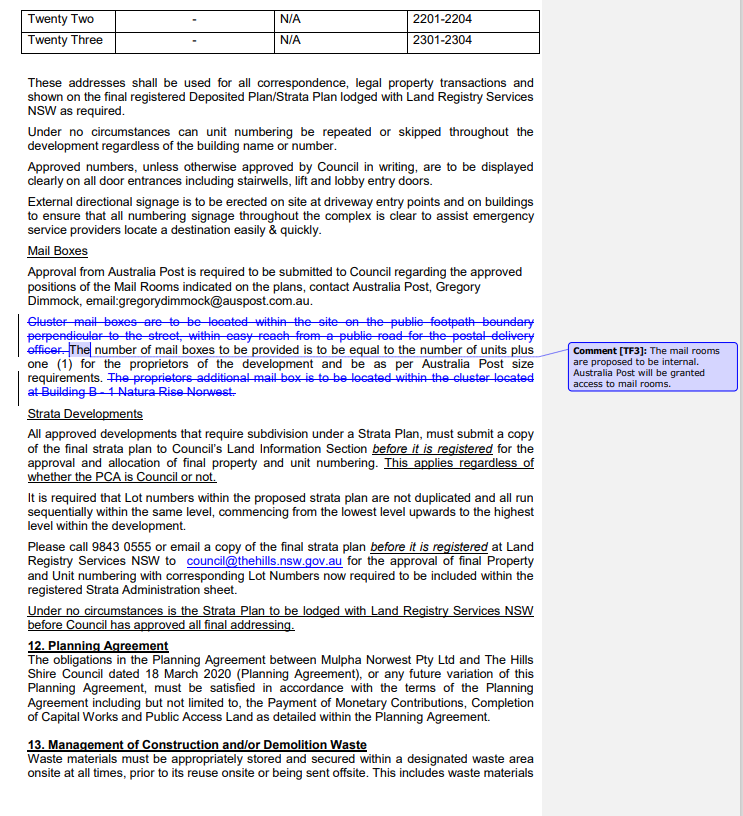 Twenty Two - N/A 2201-2204
Twenty Three - N/A 2301-2304
These addresses shall be used for all correspondence, legal property transactions and
shown on the final registered Deposited Plan/Strata Plan lodged with Land Registry Services
NSW as required.
Under no circumstances can unit numbering be repeated or skipped throughout the
development regardless of the building name or number.
Approved numbers, unless otherwise approved by Council in writing, are to be displayed
clearly on all door entrances including stairwells, lift and lobby entry doors.
External directional signage is to be erected on site at driveway entry points and on buildings
to ensure that all numbering signage throughout the complex is clear to assist emergency
service providers locate a destination easily & quickly.
Mail Boxes
Approval from Australia Post is required to be submitted to Council regarding the approved
positions of the Mail Rooms indicated on the plans, contact Australia Post, Gregory
Dimmock, email:gregorydimmock@auspost.com.au.
Cluster mail boxes are to be located within the site on the public footpath boundary
perpendicular to the street, within easy reach from a public road for the postal delivery
officer. The number of mail boxes to be provided is to be equal to the number of units plus
one (1) for the proprietors of the development and be as per Australia Post size
requirements. The proprietors additional mail box is to be located within the cluster located
at Building B - 1 Natura Rise Norwest.
Comment [TF3]: The mail rooms
are proposed to be internal.
Australia Post will be granted
access to mail rooms.
Strata Developments
All approved developments that require subdivision under a Strata Plan, must submit a copy
of the final strata plan to Council's Land Information Section before it is registered for the
approval and allocation of final property and unit numbering. This applies regardless of
whether the PCA is Council or not.
It is required that Lot numbers within the proposed strata plan are not duplicated and all run
sequentially within the same level, commencing from the lowest level upwards to the highest
level within the development.
Please call 9843 0555 or email a copy of the final strata plan before it is registered at Land
Registry Services NSW to council@thehills.nsw.gov.au for the approval of final Property
and Unit numbering with corresponding Lot Numbers now required to be included within the
registered Strata Administration sheet.
Under no circumstances is the Strata Plan to be lodged with Land Registry Services NSW
before Council has approved all final addressing.
12. Planning Agreement
The obligations in the Planning Agreement between Mulpha Norwest Pty Ltd and The Hills
Shire Council dated 18 March 2020 (Planning Agreement), or any future variation of this
Planning Agreement, must be satisfied in accordance with the terms of the Planning
Agreement including but not limited to, the Payment of Monetary Contributions, Completion
of Capital Works and Public Access Land as detailed within the Planning Agreement.
13. Management of Construction and/or Demolition Waste
Waste materials must be appropriately stored and secured within a designated waste area
onsite at all times, prior to its reuse onsite or being sent offsite. This includes waste materials